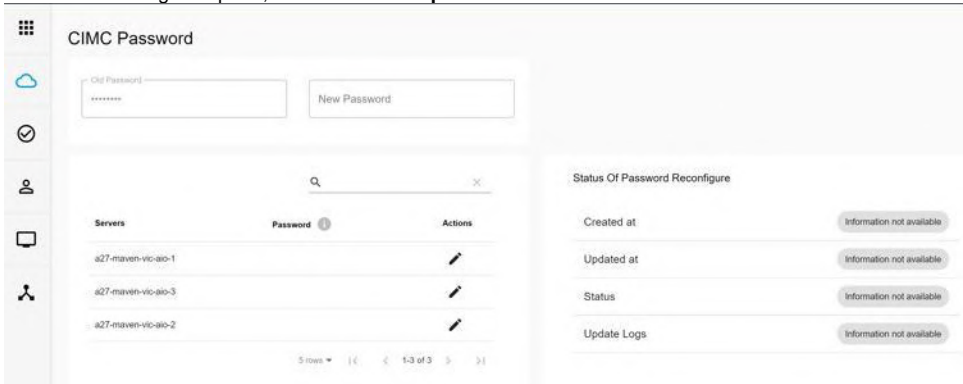 CIMC Password
Old Password
••••••••
New Password
Servers Password Actions
a27-maven-vic-aio-1
a27-maven-vic-aio-3
a27-maven-vic-aio-2
5 rows 1-3 of 3
Status Of Password Reconfigure
Created at Information not available
Updated at Information not available
Status Information not available
Update Logs Information not available